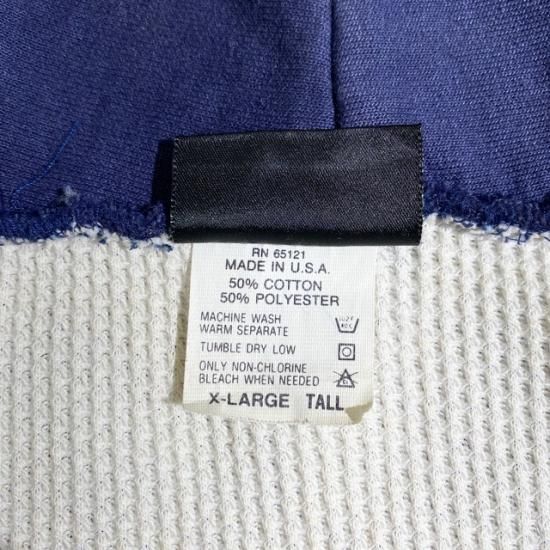 RN 65121
MADE IN U.S.A.
50% COTTON
50% POLYESTER
MACHINE WASH
WARM SEPARATE
TUMBLE DRY LOW
ONLY NON-CHLORINE
BLEACH WHEN NEEDED
X-LARGE TALL